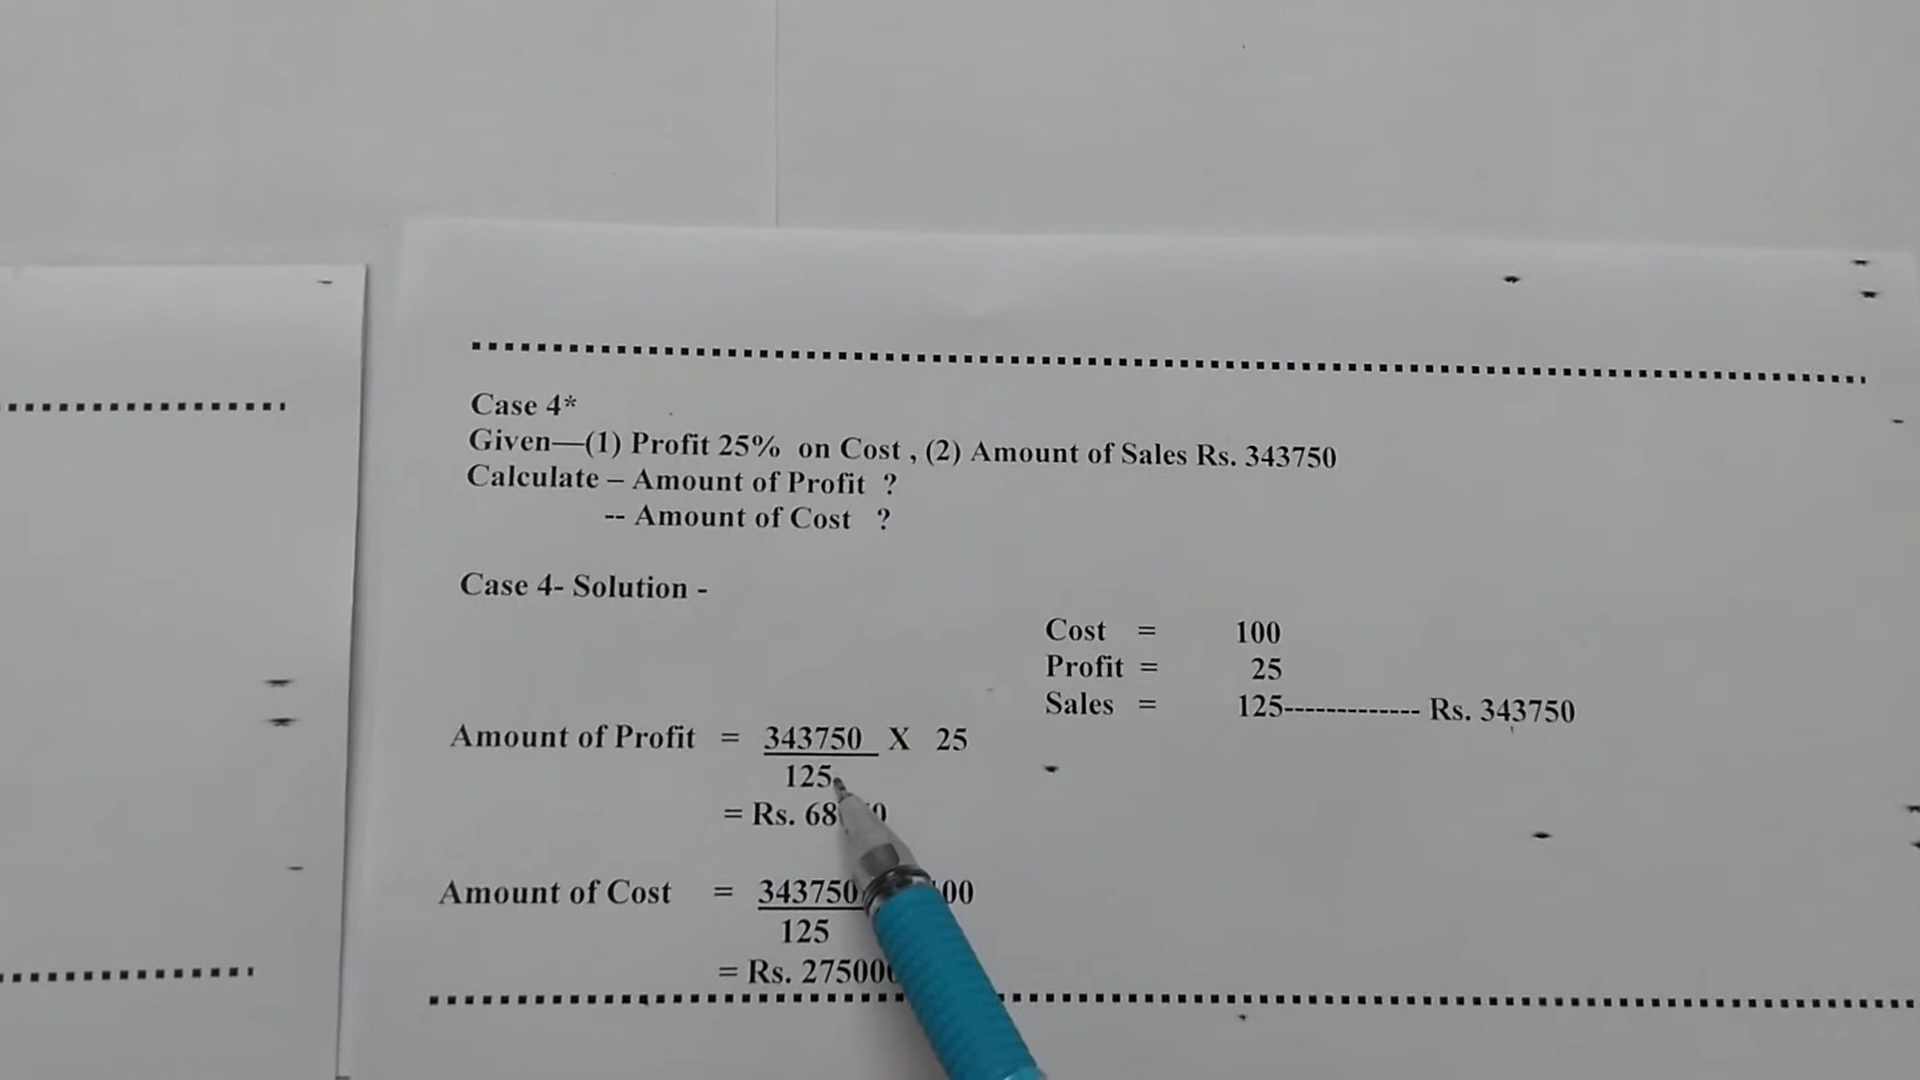 Case 4*
Given—(1) Profit 25% on Cost , (2) Amount of Sales Rs. 343750
Calculate – Amount of Profit ?
-- Amount of Cost ?
Case 4- Solution -
Cost = 100
Profit = 25
Sales = 125------------- Rs. 343750
Amount of Profit = 343750 X 25
125
= Rs.
Amount of Cost = 343750
125
= Rs.